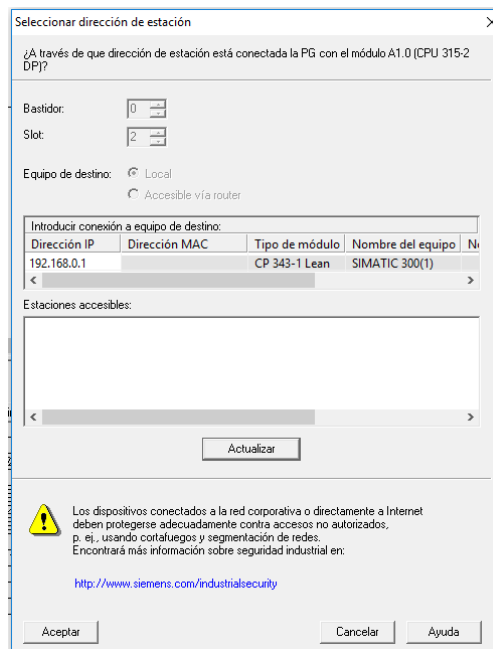 Seleccionar dirección de estación
¿A través de que dirección de estación está conectada la PG con el módulo A1.0 (CPU 315-2
DP)?
Bastidor: 0
Slot: 2
Equipo de destino: Local
Accesible vía router
Introducir conexión a equipo de destino:
Dirección IP Dirección MAC Tipo de módulo Nombre del equipo
192.168.0.1 CP 343-1 Lean SIMATIC 300(1)
Estaciones accesibles:
Actualizar
Los dispositivos conectados a la red corporativa o directamente a Internet
deben protegerse adecuadamente contra accesos no autorizados,
p. ej., usando cortafuegos y segmentación de redes.
Encontrará más información sobre seguridad industrial en:
http://www.siemens.com/industrialsecurity
Aceptar Cancelar Ayuda